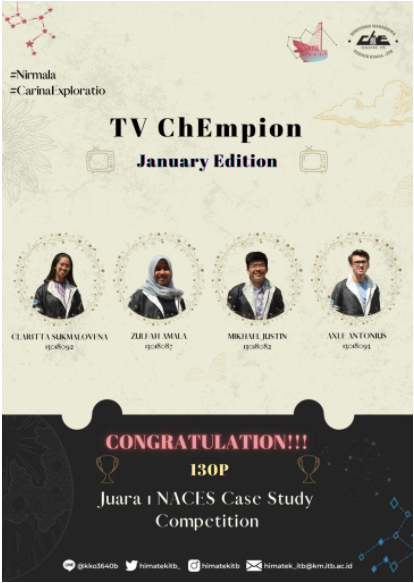 #Nirmala
#CarinaExploratio
TV ChEmpion
January Edition
CLARITTA SUKMALOVENA
13018092
ZULFAH AMALA
13018087
MIKHAEL JUSTIN
13018082
AXLE ANTONIUS
13018093
CONGRATULATION!!!
130P
Juara 1 NACES Case Study
Competition
@kko3640b
himatekitb_
himatekitb
himatek_itb@km.itb.ac.id